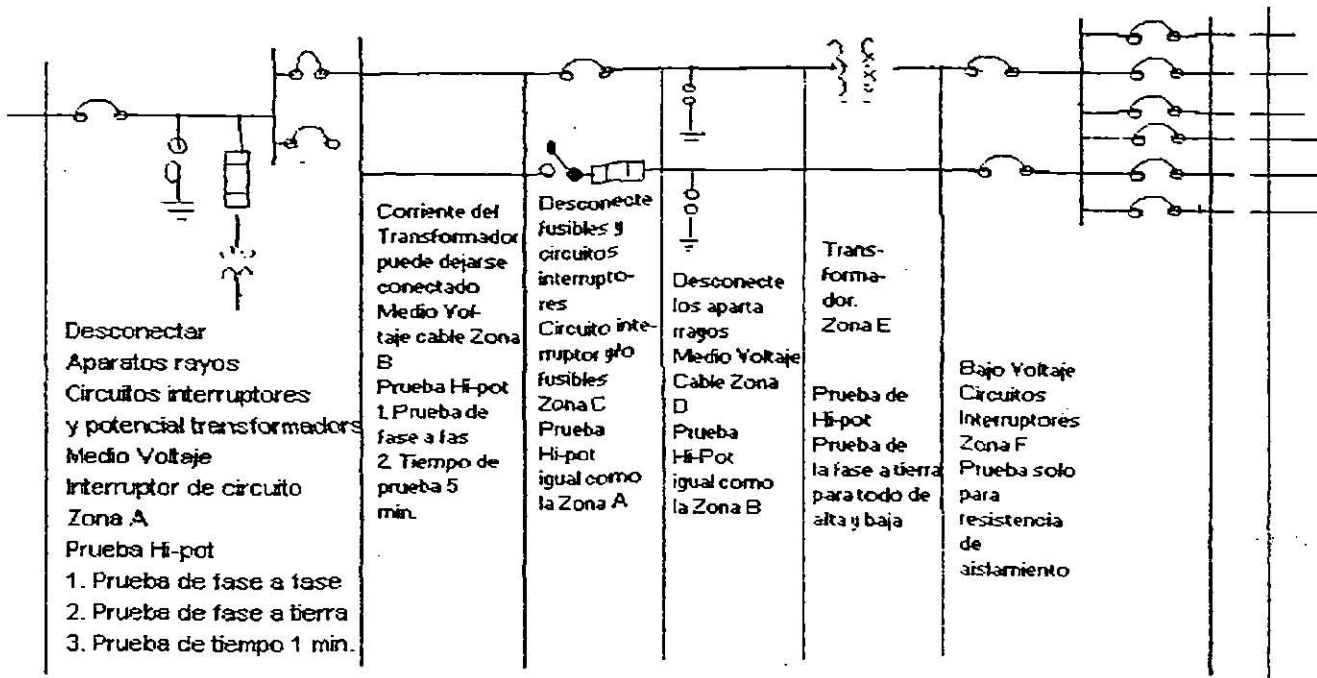 Desconectar
Aparatos rayos
Circuitos interruptores
y potencial transformadors
Medio Voltaje
Interruptor de circuito
Zona A
Prueba Hi-pot
1. Prueba de fase a fase
2. Prueba de fase a tierra
3. Prueba de tiempo 1 min.
Corriente del
Transformador
puede dejarse
conectado
Medio Vol-
taje cable Zona
B
Prueba Hi-pot
1. Prueba de
fase a fas
2. Tiempo de
prueba 5
min.
Desconecte
fusibles y
circuitos
interrupto-
res
Circuito inte-
rruptor y/o
fusibles
Zona C
Prueba
Hi-pot
igual como
la Zona A
Desconecte
los aparta
rrayos
Medio Voltaje
Cable Zona
D
Prueba
Hi-Pot
igual como
la Zona B
Trans-
forma-
dor.
Zona E
Prueba de
Hi-pot
Prueba de
la fase a tierra
para todo de
alta y baja
Bajo Voltaje
Circuitos
Interruptores
Zona F
Prueba solo
para
resistencia
de
aislamiento